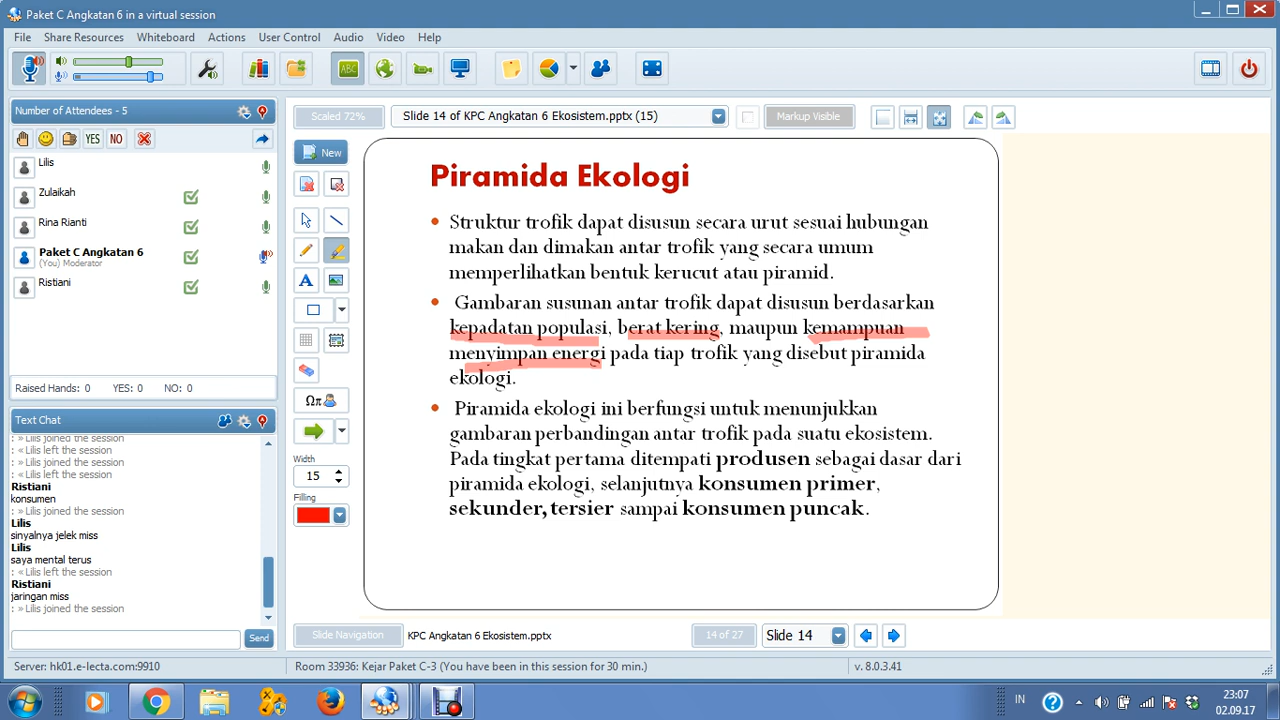 Paket C Angkatan 6 in a virtual session
File Share Resources Whiteboard Actions User Control Audio Video Help
Number of Attendees - 5
YES NO
Lilis
Zulaikah
Rina Rianti
Paket C Angkatan 6
(You) Moderator
Ristiani
Raised Hands: 0 YES: 0 NO: 0
Text Chat
: » Lilis joined the session
: « Lilis left the session
: » Lilis joined the session
: « Lilis left the session
Ristiani
konsumen
: » Lilis joined the session
Lilis
sinyalnya jelek miss
Lilis
saya mental terus
: « Lilis left the session
Ristiani
jaringan miss
: » Lilis joined the session
Send
Scaled 72%
Slide 14 of KPC Angkatan 6 Ekosistem.pptx (15)
Markup Visible
New
ABC
A
Ωπ
Width
15
Filling
Piramida Ekologi
• Struktur trofik dapat disusun secara urut sesuai hubungan
makan dan dimakan antar trofik yang secara umum
memperlihatkan bentuk kerucut atau piramid.
• Gambaran susunan antar trofik dapat disusun berdasarkan
kepadatan populasi, berat kering, maupun kemampuan
menyimpan energi pada tiap trofik yang disebut piramida
ekologi.
• Piramida ekologi ini berfungsi untuk menunjukkan
gambaran perbandingan antar trofik pada suatu ekosistem.
Pada tingkat pertama ditempati produsen sebagai dasar dari
piramida ekologi, selanjutnya konsumen primer,
sekunder, tersier sampai konsumen puncak.
Slide Navigation
KPC Angkatan 6 Ekosistem.pptx
14 of 27
Slide 14
Server: hk01.e-lecta.com:9910
Room 33936: Kejar Paket C-3 (You have been in this session for 30 min.)
v. 8.0.3.41
IN
23:07
02.09.17